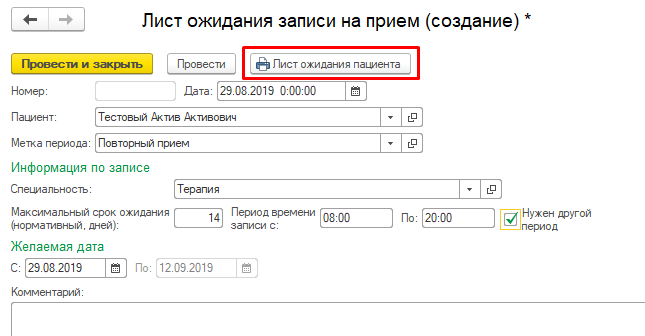 Лист ожидания записи на прием (создание) *
Провести и закрыть Провести Лист ожидания пациента
Номер: Дата: 29.08.2019 0:00:00
Пациент: Тестовый Актив Активович
Метка периода: Повторный прием
Информация по записе
Специальность: Терапия
Максимальный срок ожидания (нормативный, дней): 14 Период времени записи с: 08:00 По: 20:00 Нужен другой период
Желаемая дата
С: 29.08.2019 По: 12.09.2019
Комментарий: